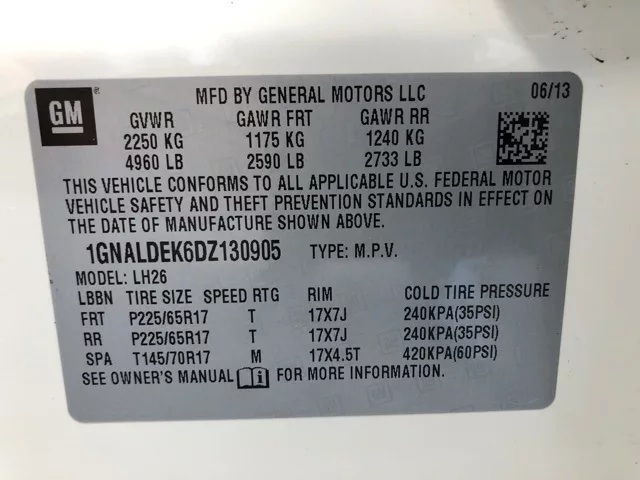 GM ®
MFD BY GENERAL MOTORS LLC 06/13
GVWR GAWR FRT GAWR RR
2250 KG 1175 KG 1240 KG
4960 LB 2590 LB 2733 LB
THIS VEHICLE CONFORMS TO ALL APPLICABLE U.S. FEDERAL MOTOR
VEHICLE SAFETY AND THEFT PREVENTION STANDARDS IN EFFECT ON
THE DATE OF MANUFACTURE SHOWN ABOVE.
1GNALDEK6DZ130905 TYPE: M.P.V.
MODEL: LH26
LBBN TIRE SIZE SPEED RTG RIM COLD TIRE PRESSURE
FRT P225/65R17 T 17X7J 240KPA(35PSI)
RR P225/65R17 T 17X7J 240KPA(35PSI)
SPA T145/70R17 M 17X4.5T 420KPA(60PSI)
SEE OWNER'S MANUAL FOR MORE INFORMATION.